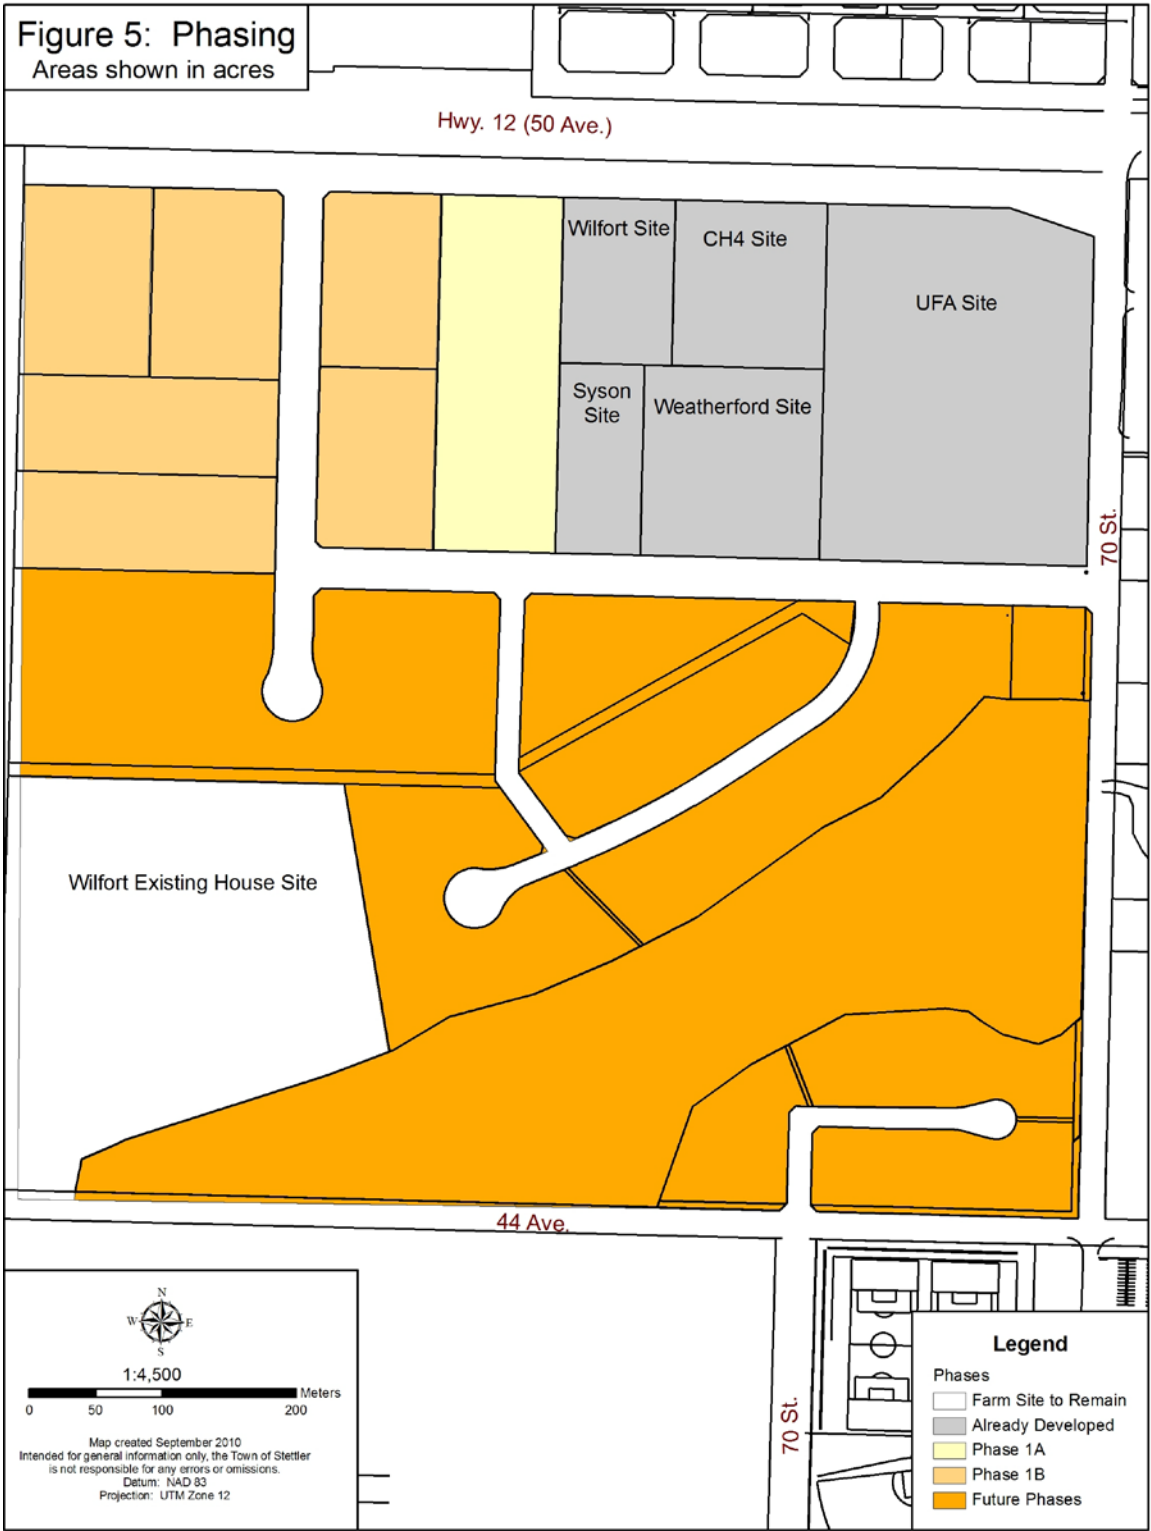 Figure 5: Phasing
Areas shown in acres
Hwy. 12 (50 Ave.)
Wilfort Site
CH4 Site
UFA Site
Syson
Site
Weatherford Site
70 St.
Wilfort Existing House Site
44 Ave.
N
W
E
S
1:4,500
Meters
0
50
100
200
Map created September 2010
Intended for general information only, the Town of Stettler
is not responsible for any errors or omissions.
Datum: NAD 83
Projection: UTM Zone 12
70 St.
Legend
Phases
Farm Site to Remain
Already Developed
Phase 1A
Phase 1B
Future Phases